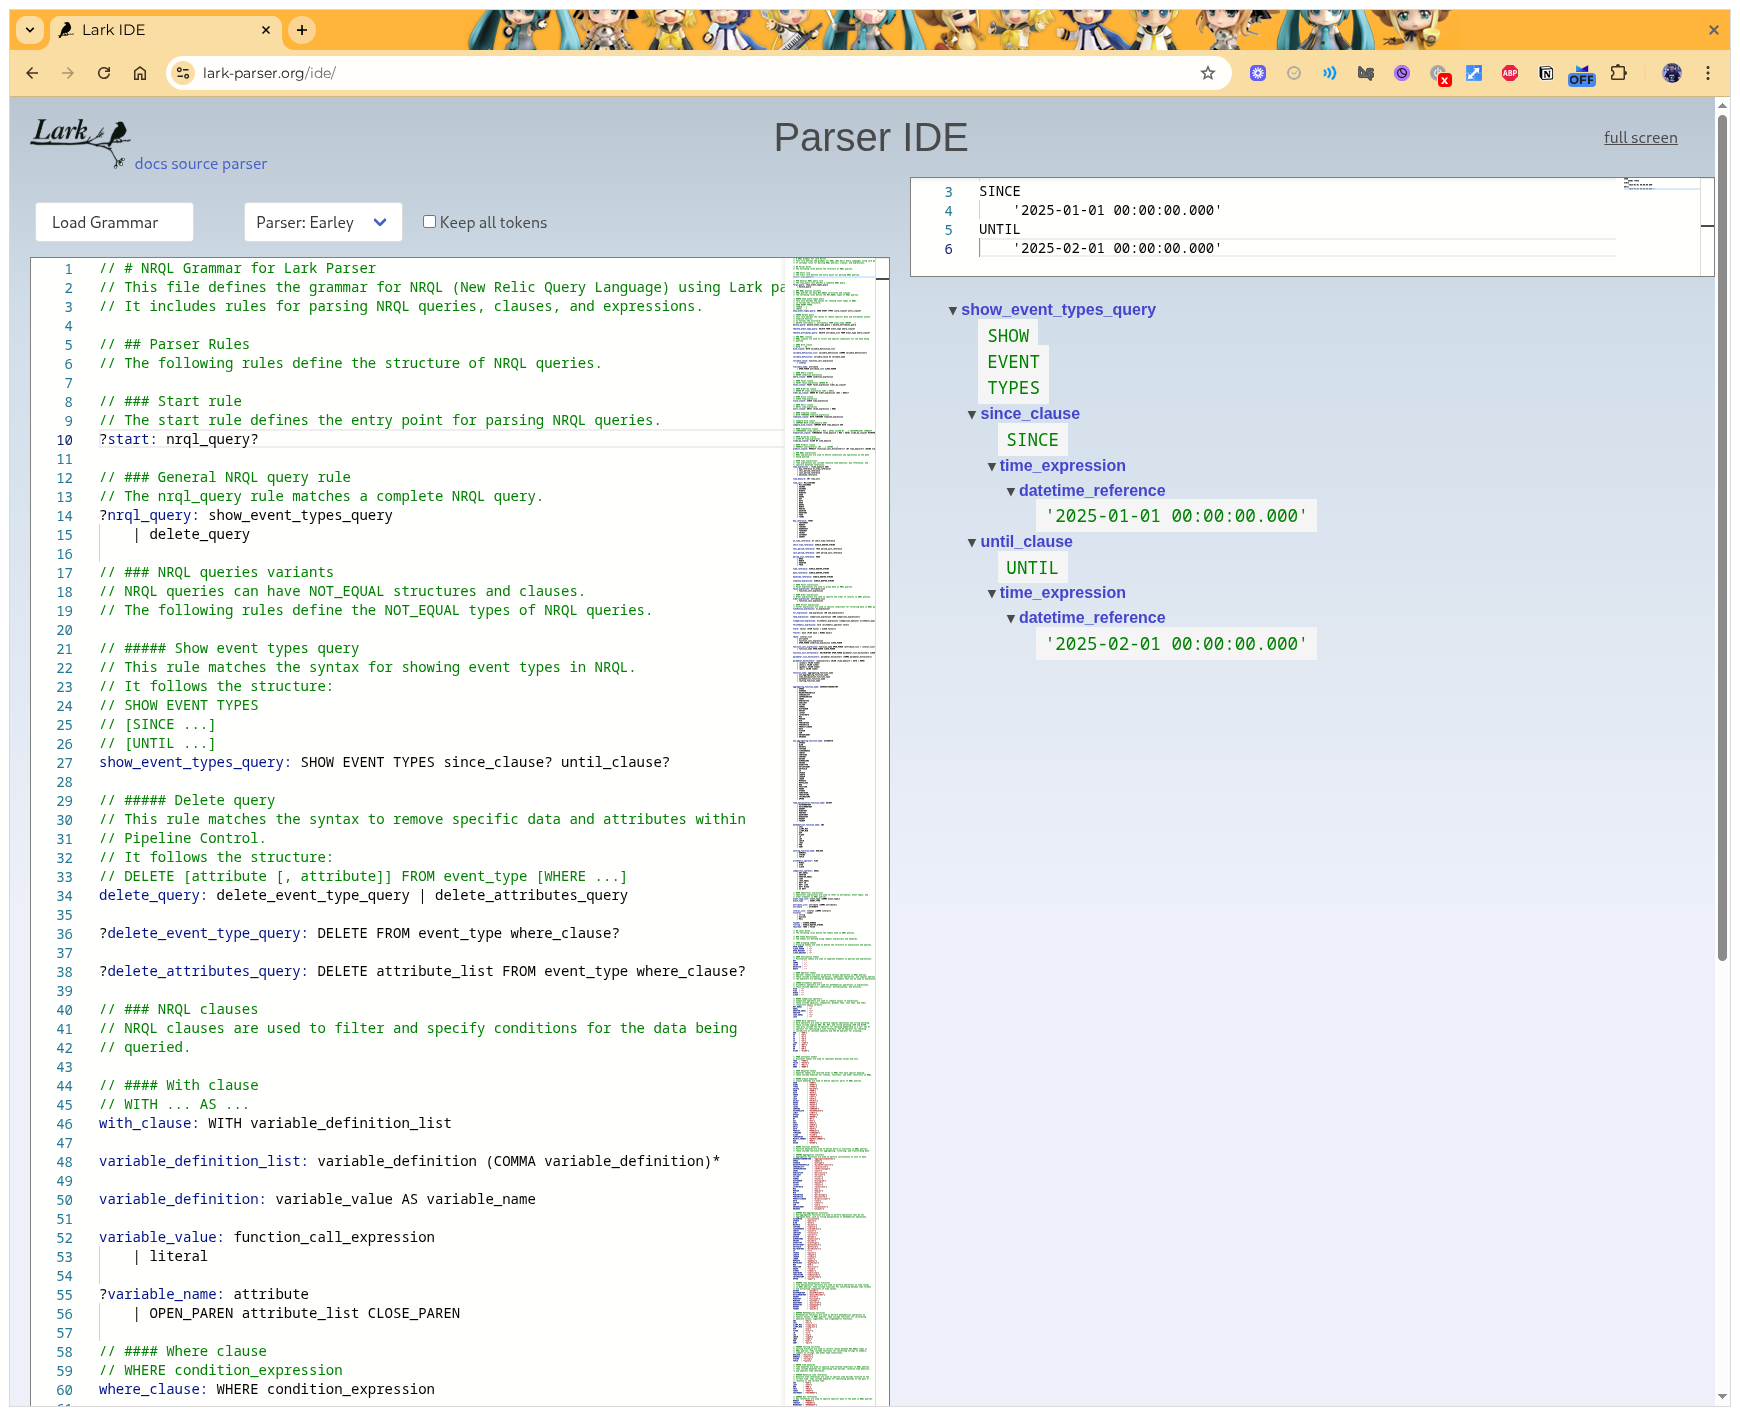 Lark IDE
lark-parser.org/ide/
x
ABP
OFF
Lark
docs source parser
Parser IDE
full screen
Load Grammar
Parser: Earley
Keep all tokens
1 // # NRQL Grammar for Lark Parser
2 // This file defines the grammar for NRQL (New Relic Query Language) using Lark pa
3 // It includes rules for parsing NRQL queries, clauses, and expressions.
4
5 // ## Parser Rules
6 // The following rules define the structure of NRQL queries.
7
8 // ### Start rule
9 // The start rule defines the entry point for parsing NRQL queries.
10 ?start: nrql_query?
11
12 // ### General NRQL query rule
13 // The nrql_query rule matches a complete NRQL query.
14 ?nrql_query: show_event_types_query
15     | delete_query
16
17 // ### NRQL queries variants
18 // NRQL queries can have NOT_EQUAL structures and clauses.
19 // The following rules define the NOT_EQUAL types of NRQL queries.
20
21 // ##### Show event types query
22 // This rule matches the syntax for showing event types in NRQL.
23 // It follows the structure:
24 // SHOW EVENT TYPES
25 // [SINCE ...]
26 // [UNTIL ...]
27 show_event_types_query: SHOW EVENT TYPES since_clause? until_clause?
28
29 // ##### Delete query
30 // This rule matches the syntax to remove specific data and attributes within
31 // Pipeline Control.
32 // It follows the structure:
33 // DELETE [attribute [, attribute]] FROM event_type [WHERE ...]
34 delete_query: delete_event_type_query | delete_attributes_query
35
36 ?delete_event_type_query: DELETE FROM event_type where_clause?
37
38 ?delete_attributes_query: DELETE attribute_list FROM event_type where_clause?
39
40 // ### NRQL clauses
41 // NRQL clauses are used to filter and specify conditions for the data being
42 // queried.
43
44 // #### With clause
45 // WITH ... AS ...
46 with_clause: WITH variable_definition_list
47
48 variable_definition_list: variable_definition (COMMA variable_definition)*
49
50 variable_definition: variable_value AS variable_name
51
52 variable_value: function_call_expression
53     | literal
54
55 ?variable_name: attribute
56     | OPEN_PAREN attribute_list CLOSE_PAREN
57
58 // #### Where clause
59 // WHERE condition_expression
60 where_clause: WHERE condition_expression
3 SINCE
4     '2025-01-01 00:00:00.000'
5 UNTIL
6     '2025-02-01 00:00:00.000'
show_event_types_query
SHOW
EVENT
TYPES
since_clause
SINCE
time_expression
datetime_reference
'2025-01-01 00:00:00.000'
until_clause
UNTIL
time_expression
datetime_reference
'2025-02-01 00:00:00.000'